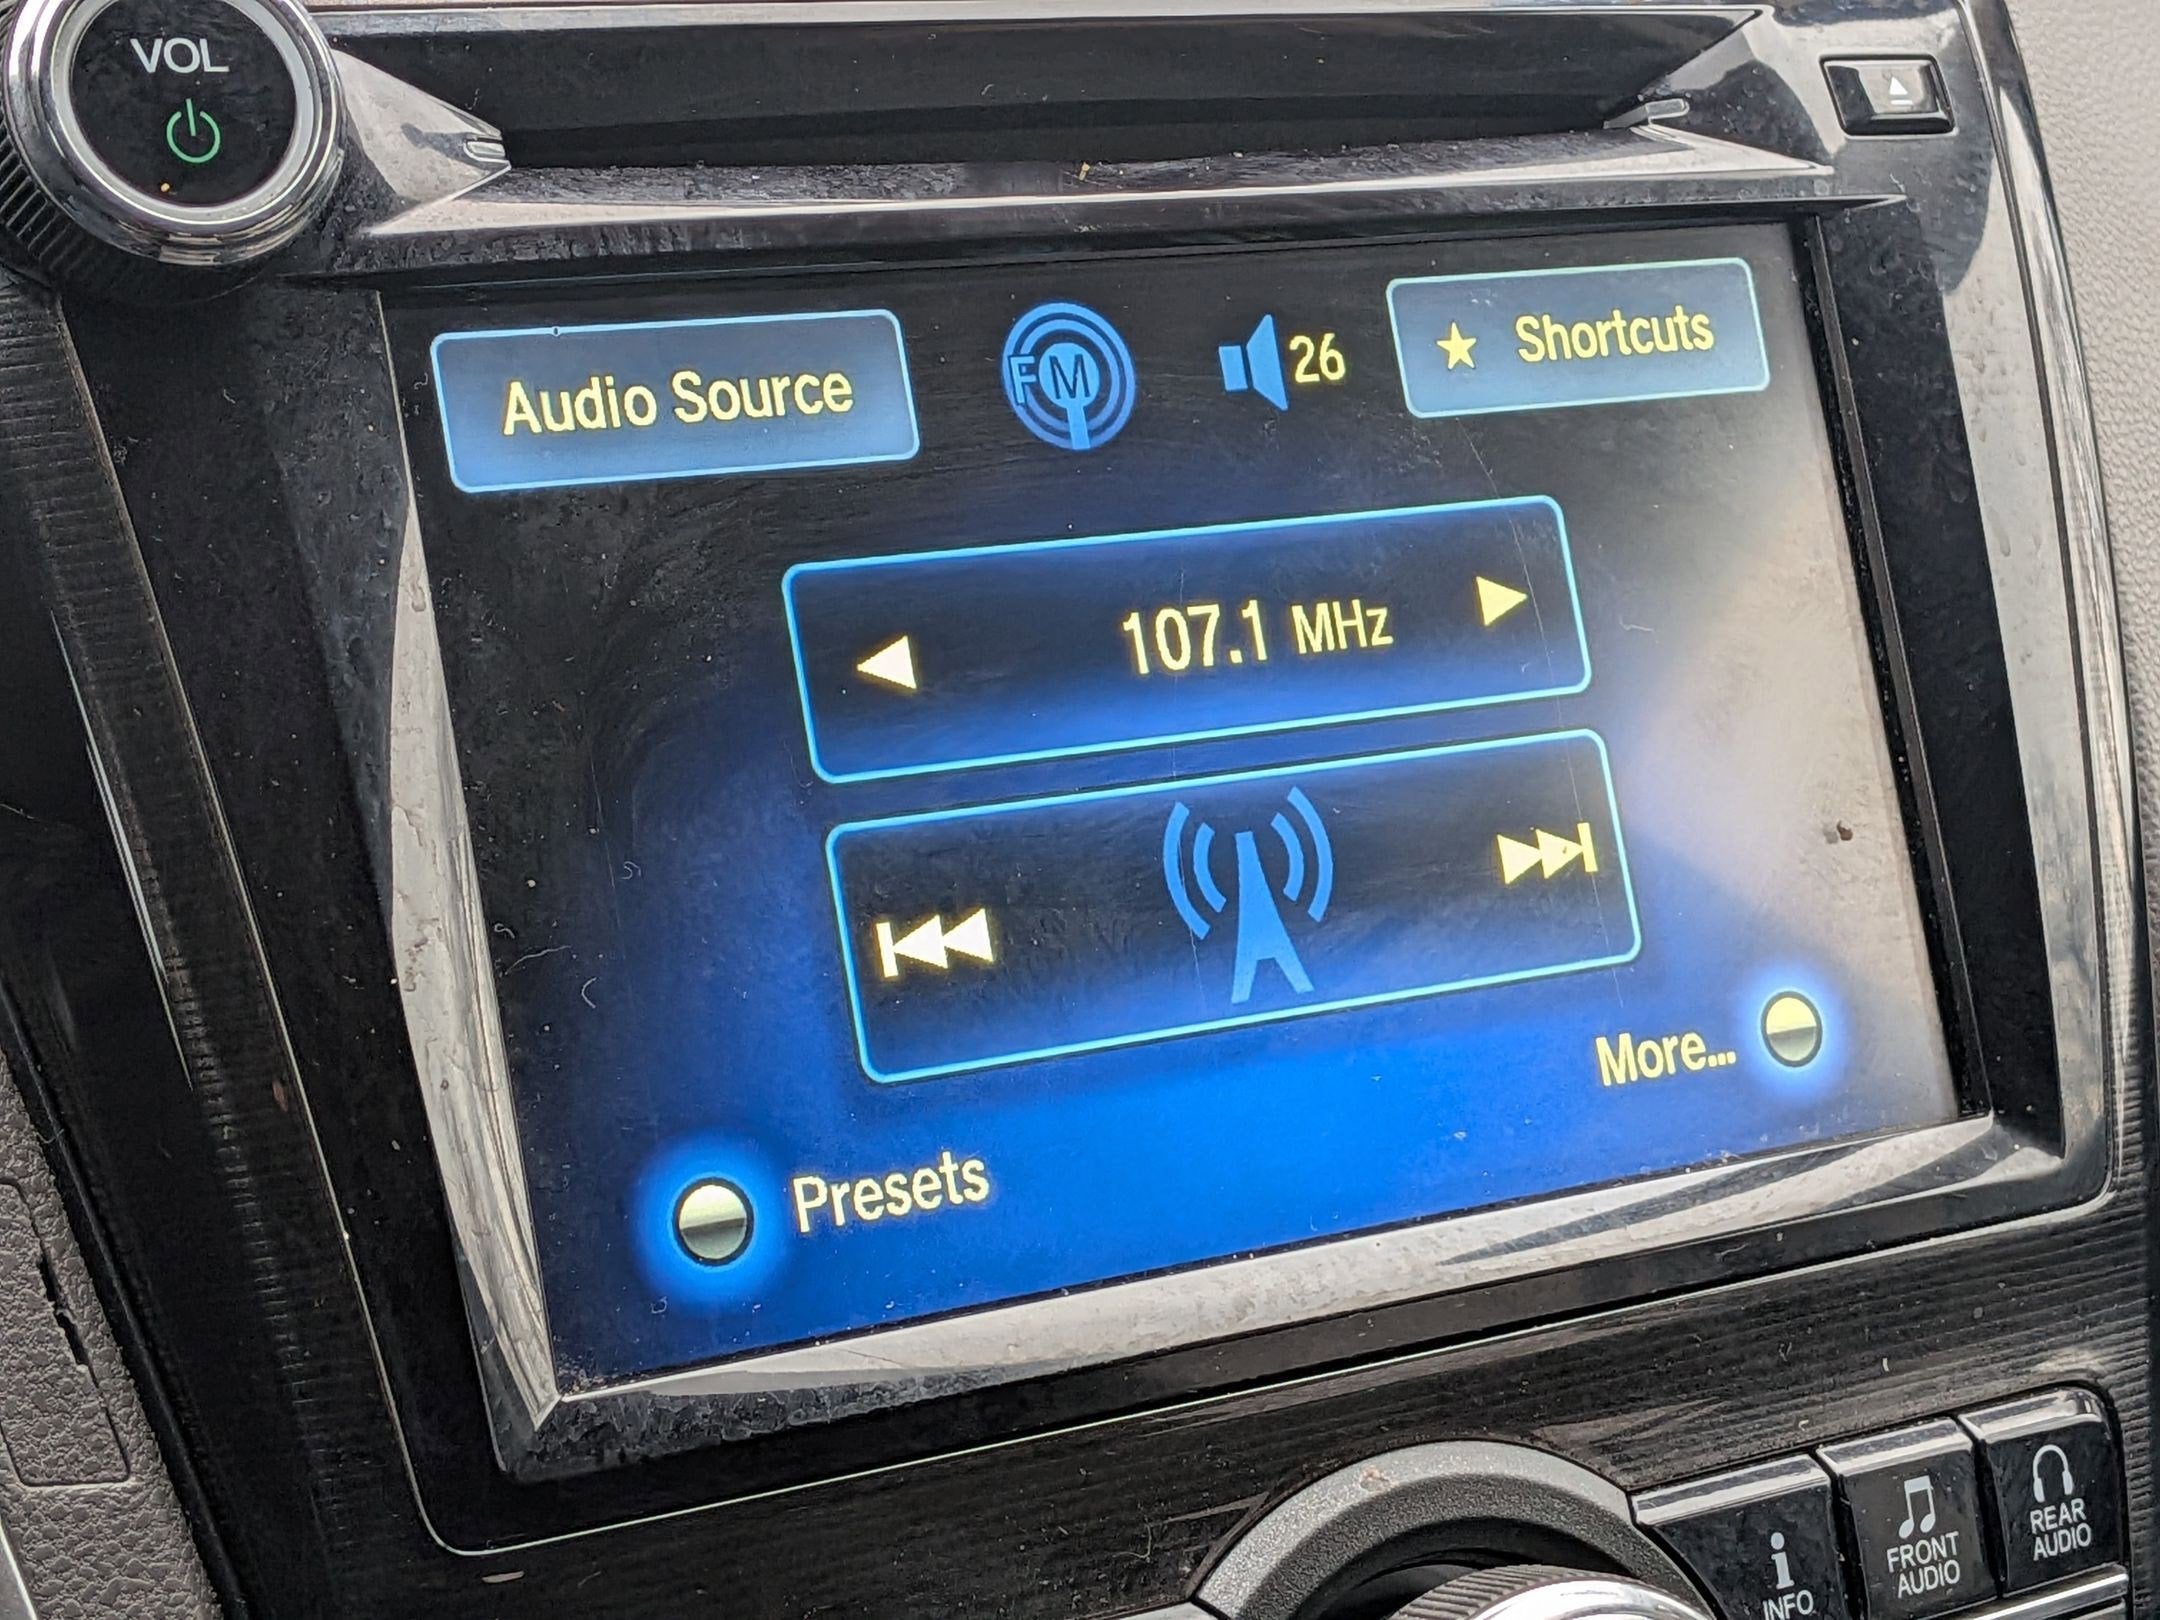 VOL
Audio Source
FM
26
Shortcuts
107.1 MHz
More...
Presets
INFO
FRONT
AUDIO
REAR
AUDIO